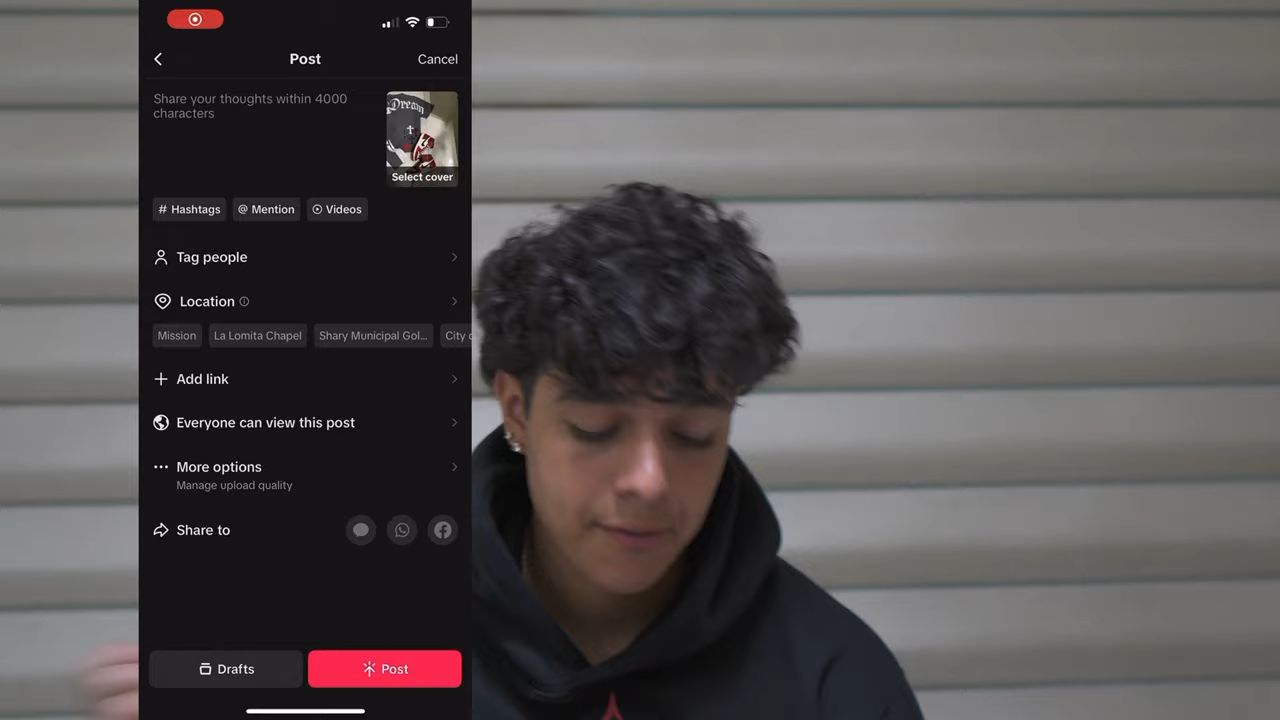 Post
Cancel
Share your thoughts within 4000
characters
Dream
Select cover
# Hashtags
@ Mention
Videos
Tag people
Location
Mission
La Lomita Chapel
Shary Municipal Gol...
City
Add link
Everyone can view this post
More options
Manage upload quality
Share to
Drafts
Post